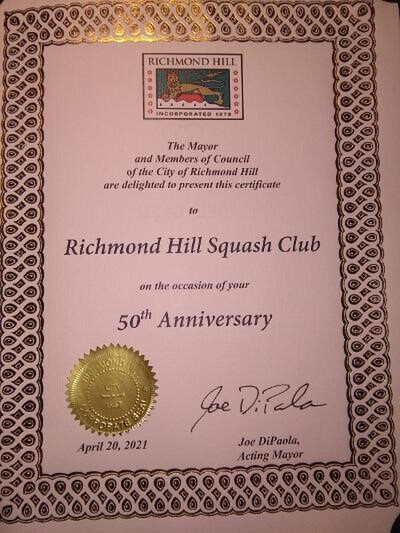 RICHMOND HILL
INCORPORATED 1873
The Mayor
and Members of Council
of the City of Richmond Hill
are delighted to present this certificate
to
Richmond Hill Squash Club
on the occasion of your
50th Anniversary
Joe DiPaola
April 20, 2021
Joe DiPaola,
Acting Mayor